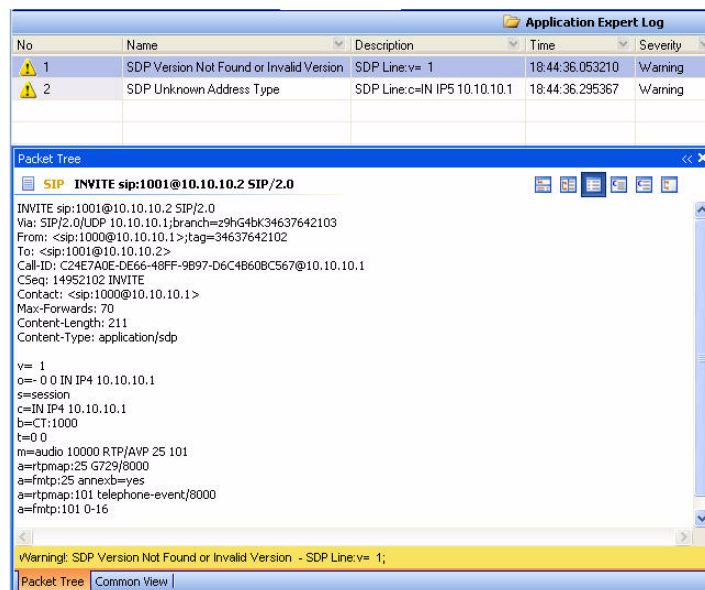 Application Expert Log
No Name Description Time Severity
1 SDP Version Not Found or Invalid Version SDP Line:v=  1 18:44:36.053210 Warning
2 SDP Unknown Address Type SDP Line:c=IN IP5 10.10.10.1 18:44:36.295367 Warning
Packet Tree
SIP INVITE sip:1001@10.10.10.2 SIP/2.0
INVITE sip:1001@10.10.10.2 SIP/2.0
Via: SIP/2.0/UDP 10.10.10.1;branch=z9hG4bK34637642103
From: <sip:1000@10.10.10.1>;tag=34637642102
To: <sip:1001@10.10.10.2>
Call-ID: C24E7A0E-DE66-48FF-9B97-D6C4B60BC567@10.10.10.1
CSeq: 14952102 INVITE
Contact: <sip:1000@10.10.10.1>
Max-Forwards: 70
Content-Length: 211
Content-Type: application/sdp
v=  1
o=- 0 0 IN IP4 10.10.10.1
s=session
c=IN IP4 10.10.10.1
b=CT:1000
t=0 0
m=audio 10000 RTP/AVP 25 101
a=rtpmap:25 G729/8000
a=fmtp:25 annexb=yes
a=rtpmap:101 telephone-event/8000
a=fmtp:101 0-16
Warning!: SDP Version Not Found or Invalid Version  - SDP Line:v=  1;
Packet Tree Common View